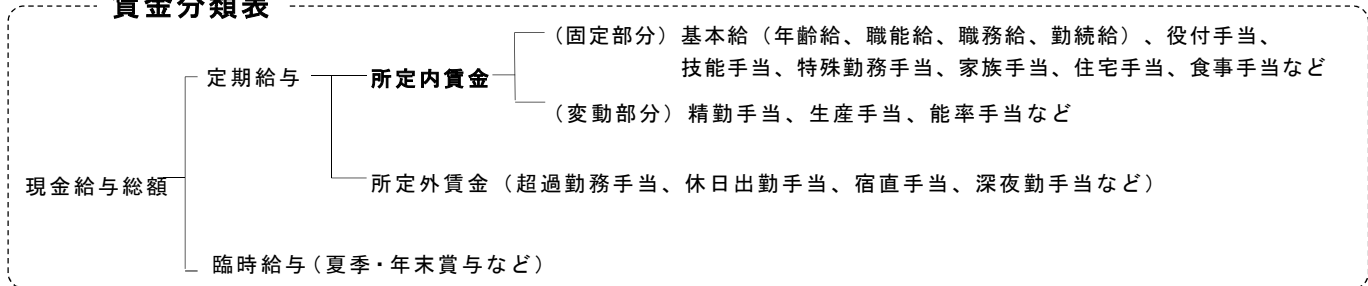 賃金分類表
(固定部分)基本給(年齢給、職能給、職務給、勤続給)、役付手当、
技能手当、特殊勤務手当、家族手当、住宅手当、食事手当など
定期給与
所定内賃金
(変動部分)精勤手当、生産手当、能率手当など
現金給与総額
所定外賃金(超過勤務手当、休日出勤手当、宿直手当、深夜勤手当など)
臨時給与(夏季・年末賞与など)